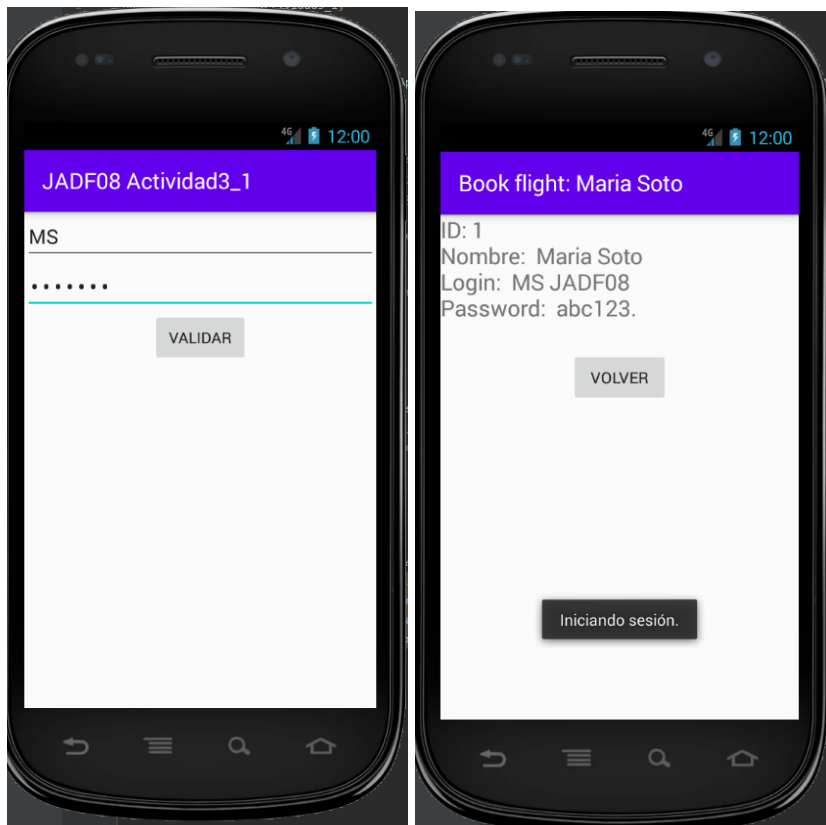 4G 12:00
JADF08 Actividad3_1
MS
•••••••
VALIDAR
4G 12:00
Book flight: Maria Soto
ID: 1
Nombre: Maria Soto
Login: MS JADF08
Password: abc123.
VOLVER
Iniciando sesión.